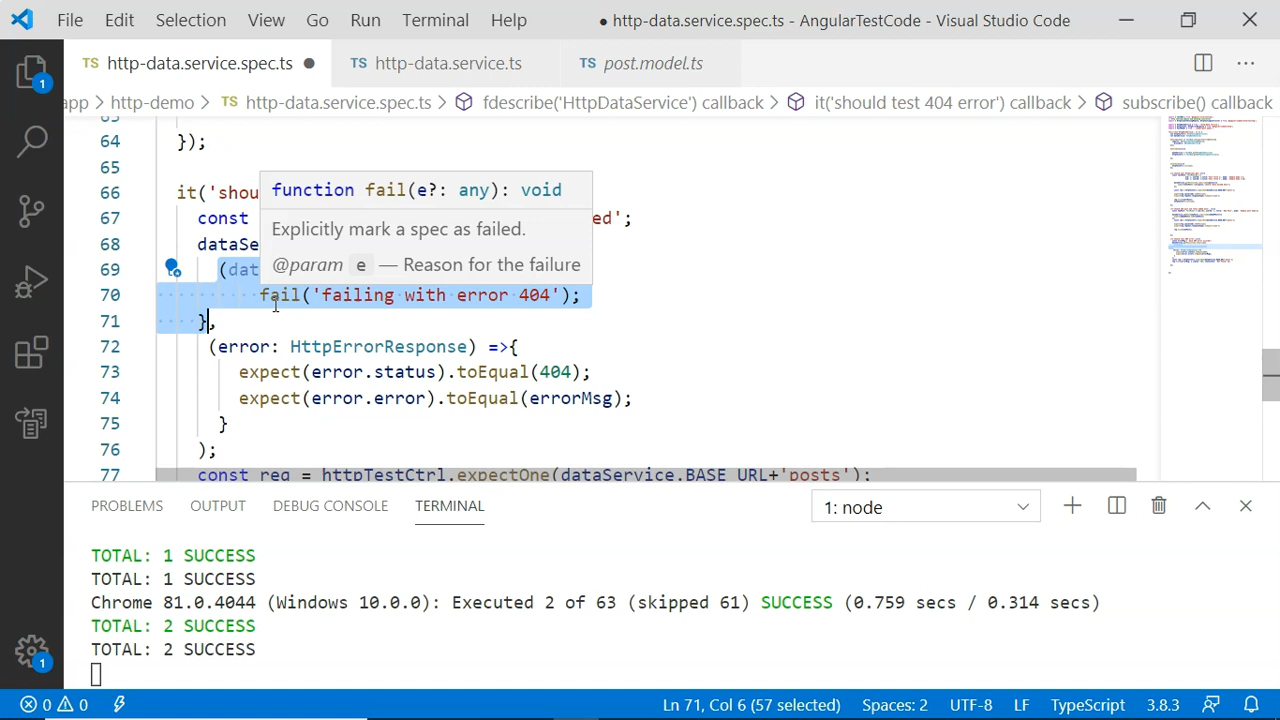 File Edit Selection View Go Run Terminal Help ● http-data.service.spec.ts - AngularTestCode - Visual Studio Code
TS http-data.service.spec.ts ● TS http-data.service.ts TS post.model.ts
app > http-demo > TS http-data.service.spec.ts > fdescribe('HttpDataService') callback > it('should test 404 error') callback > subscribe() callback
64 });
65
66 it('shou
function fail(e?: any): void
67 const ed';
Explicitly mark a spec
68 dataSe
@param e — Reason for the failure
69 (dat
70 fail('failing with error 404');
71 },
72 (error: HttpErrorResponse) =>{
73 expect(error.status).toEqual(404);
74 expect(error.error).toEqual(errorMsg);
75 }
76 );
77 const req = httpTestCtrl.expectOne(dataService.BASE_URL+'posts');
PROBLEMS OUTPUT DEBUG CONSOLE TERMINAL 1: node
TOTAL: 1 SUCCESS
TOTAL: 1 SUCCESS
Chrome 81.0.4044 (Windows 10.0.0): Executed 2 of 63 (skipped 61) SUCCESS (0.759 secs / 0.314 secs)
TOTAL: 2 SUCCESS
TOTAL: 2 SUCCESS
1
1
0 0 Ln 71, Col 6 (57 selected) Spaces: 2 UTF-8 LF TypeScript 3.8.3